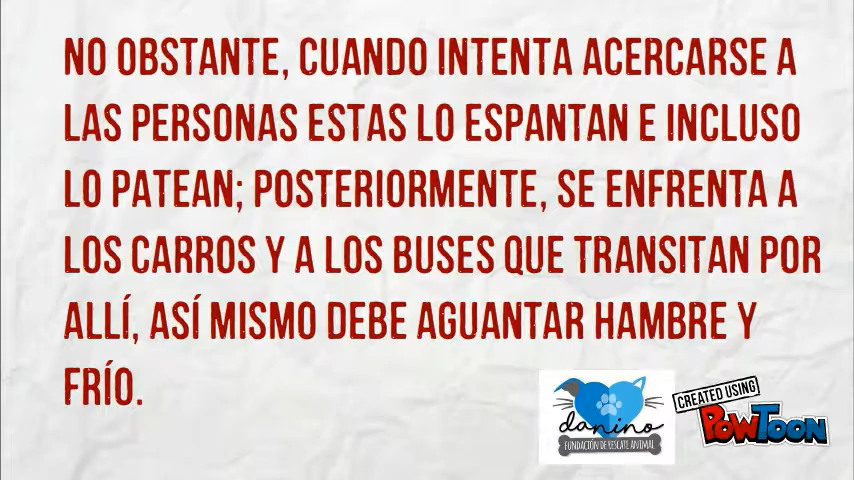 NO OBSTANTE, CUANDO INTENTA ACERCARSE A
LAS PERSONAS ESTAS LO ESPANTAN E INCLUSO
LO PATEAN; POSTERIORMENTE, SE ENFRENTA A
LOS CARROS Y A LOS BUSES QUE TRANSITAN POR
ALLÍ, ASÍ MISMO DEBE AGUANTAR HAMBRE Y
FRÍO.
danino
FUNDACIÓN DE RESCATE ANIMAL
CREATED USING
POWTOON